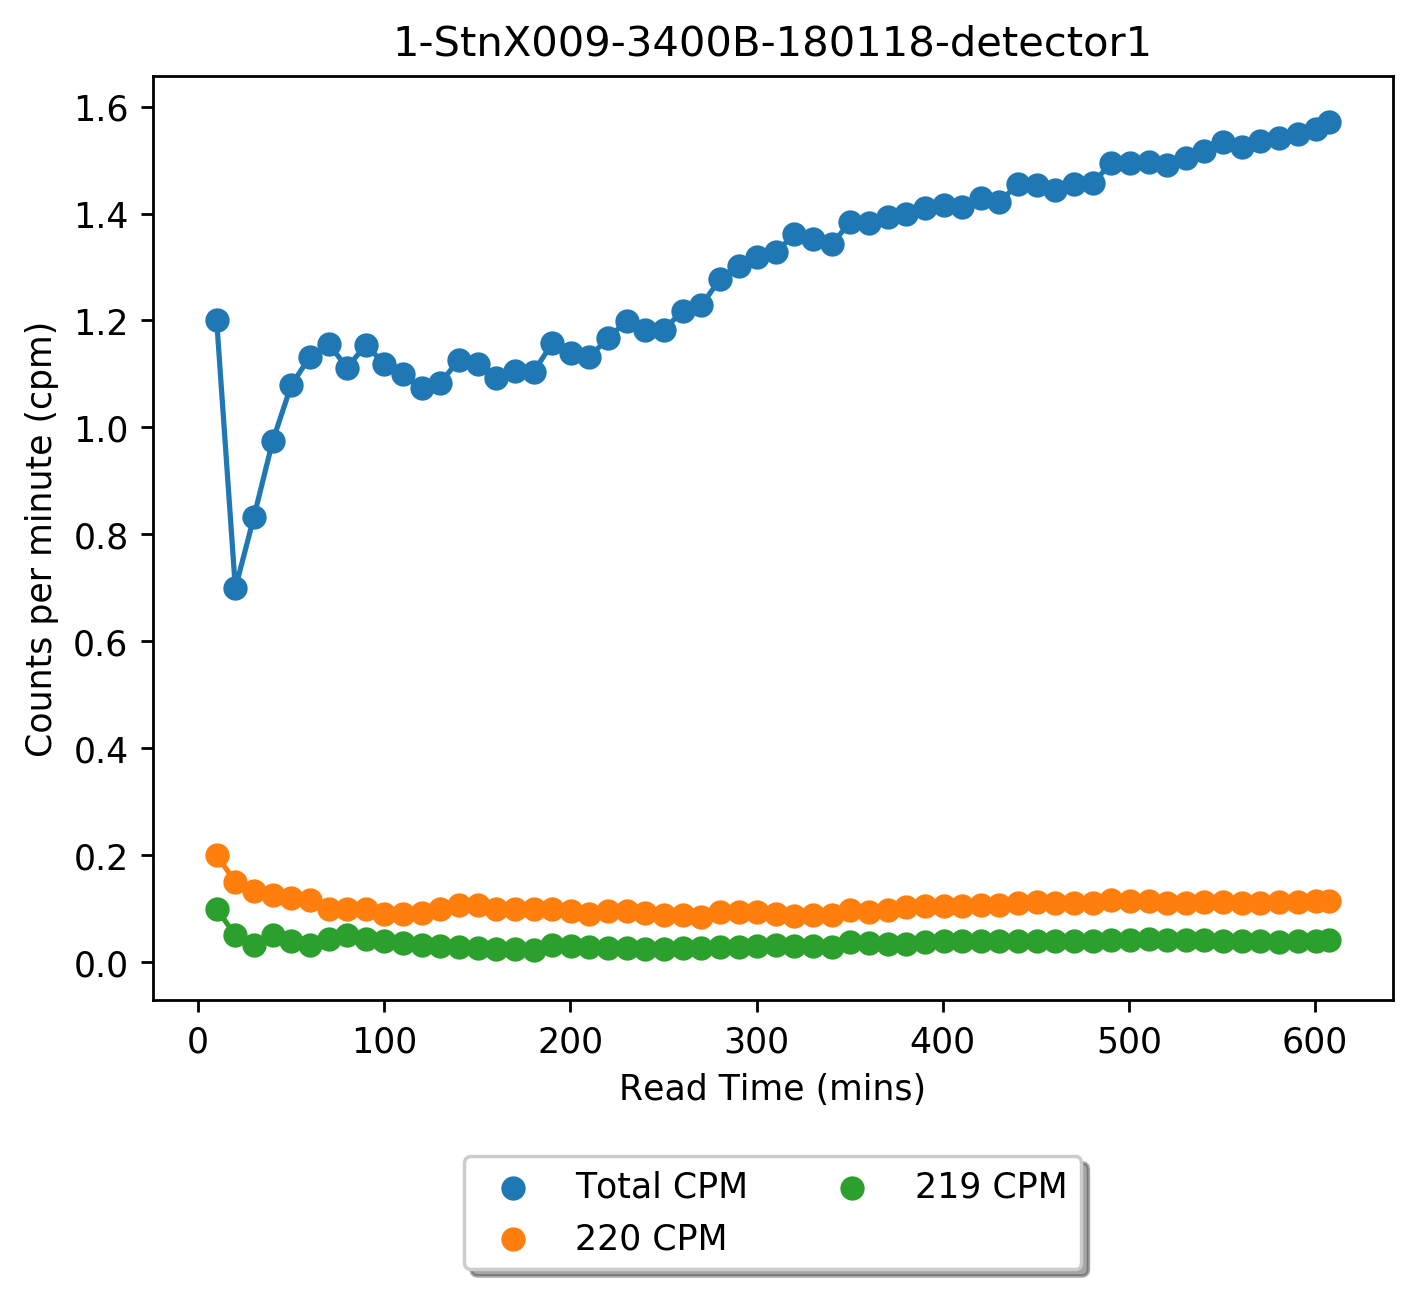 1-StnX009-3400B-180118-detector1
Counts per minute (cpm)
1.6
1.4
1.2
1.0
0.8
0.6
0.4
0.2
0.0
0 100 200 300 400 500 600
Read Time (mins)
Total CPM 219 CPM
220 CPM